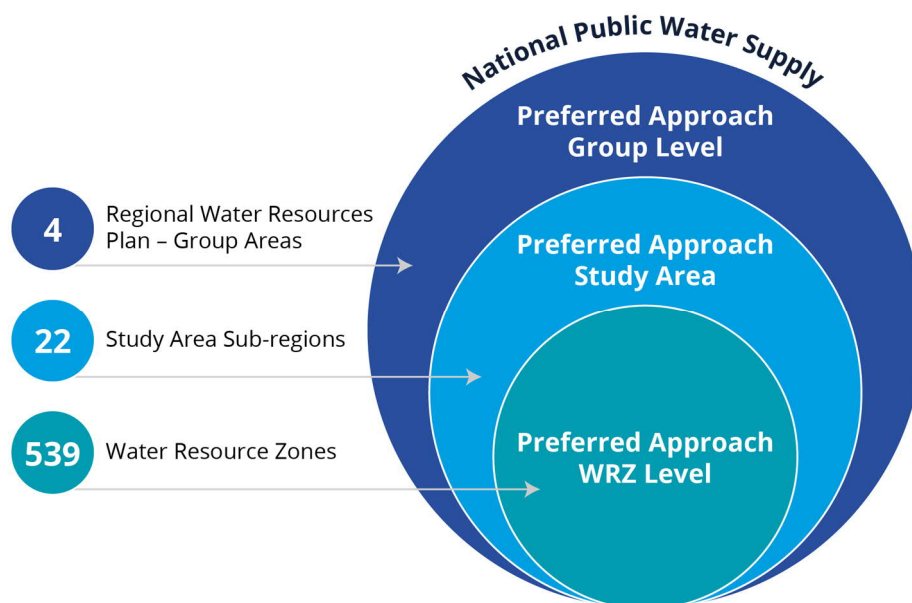 National Public Water Supply
Preferred Approach
Group Level
4
Regional Water Resources
Plan – Group Areas
Preferred Approach
Study Area
22
Study Area Sub-regions
539
Water Resource Zones
Preferred Approach
WRZ Level